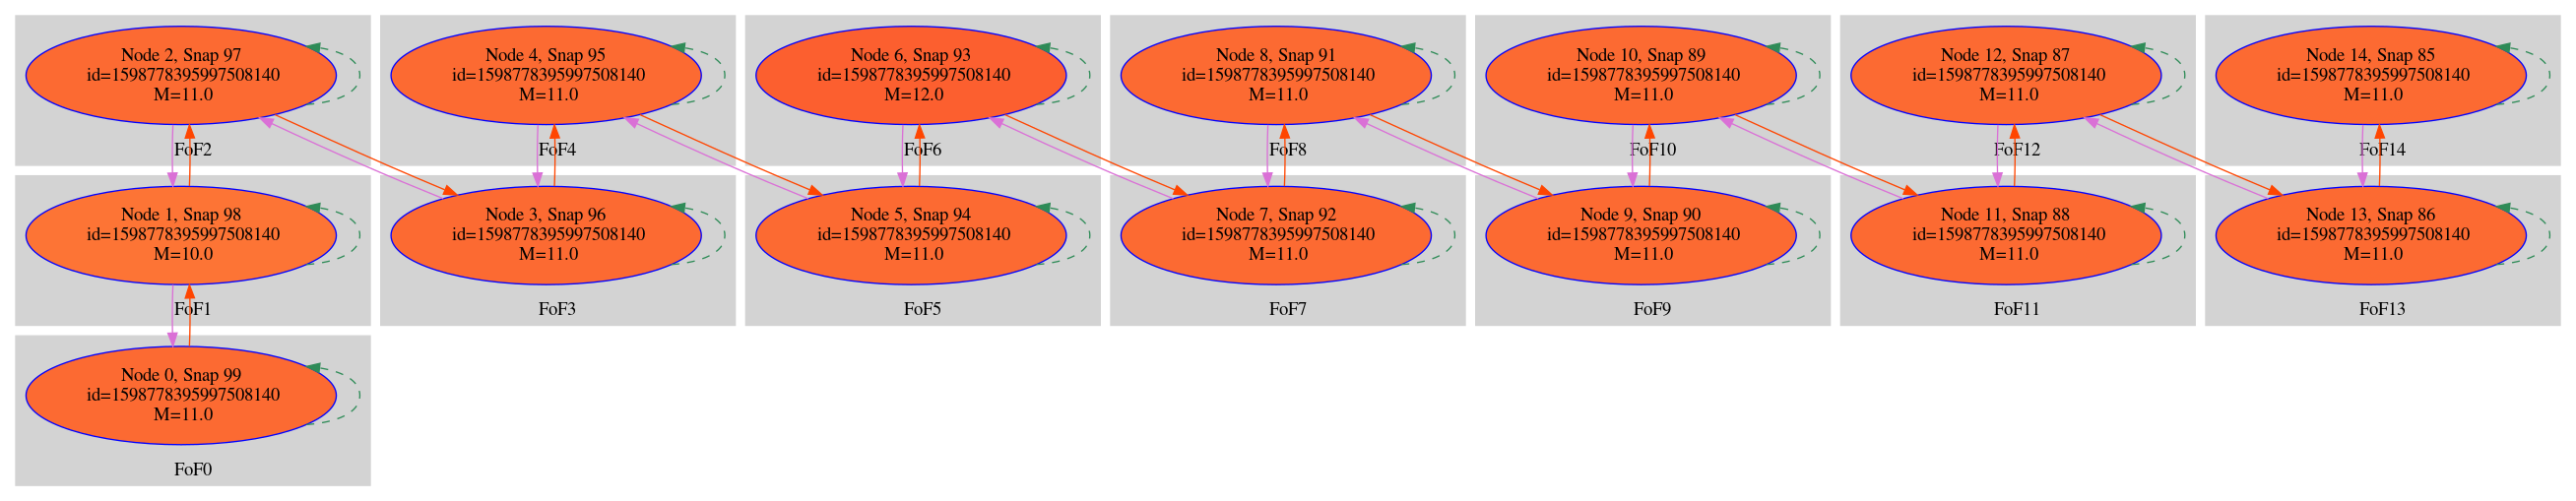 Node 2, Snap 97
id=1598778395997508140
M=11.0
FoF2
Node 4, Snap 95
id=1598778395997508140
M=11.0
FoF4
Node 6, Snap 93
id=1598778395997508140
M=12.0
FoF6
Node 8, Snap 91
id=1598778395997508140
M=11.0
FoF8
Node 10, Snap 89
id=1598778395997508140
M=11.0
FoF10
Node 12, Snap 87
id=1598778395997508140
M=11.0
FoF12
Node 14, Snap 85
id=1598778395997508140
M=11.0
FoF14
Node 1, Snap 98
id=1598778395997508140
M=10.0
FoF1
Node 3, Snap 96
id=1598778395997508140
M=11.0
FoF3
Node 5, Snap 94
id=1598778395997508140
M=11.0
FoF5
Node 7, Snap 92
id=1598778395997508140
M=11.0
FoF7
Node 9, Snap 90
id=1598778395997508140
M=11.0
FoF9
Node 11, Snap 88
id=1598778395997508140
M=11.0
FoF11
Node 13, Snap 86
id=1598778395997508140
M=11.0
FoF13
Node 0, Snap 99
id=1598778395997508140
M=11.0
FoF0